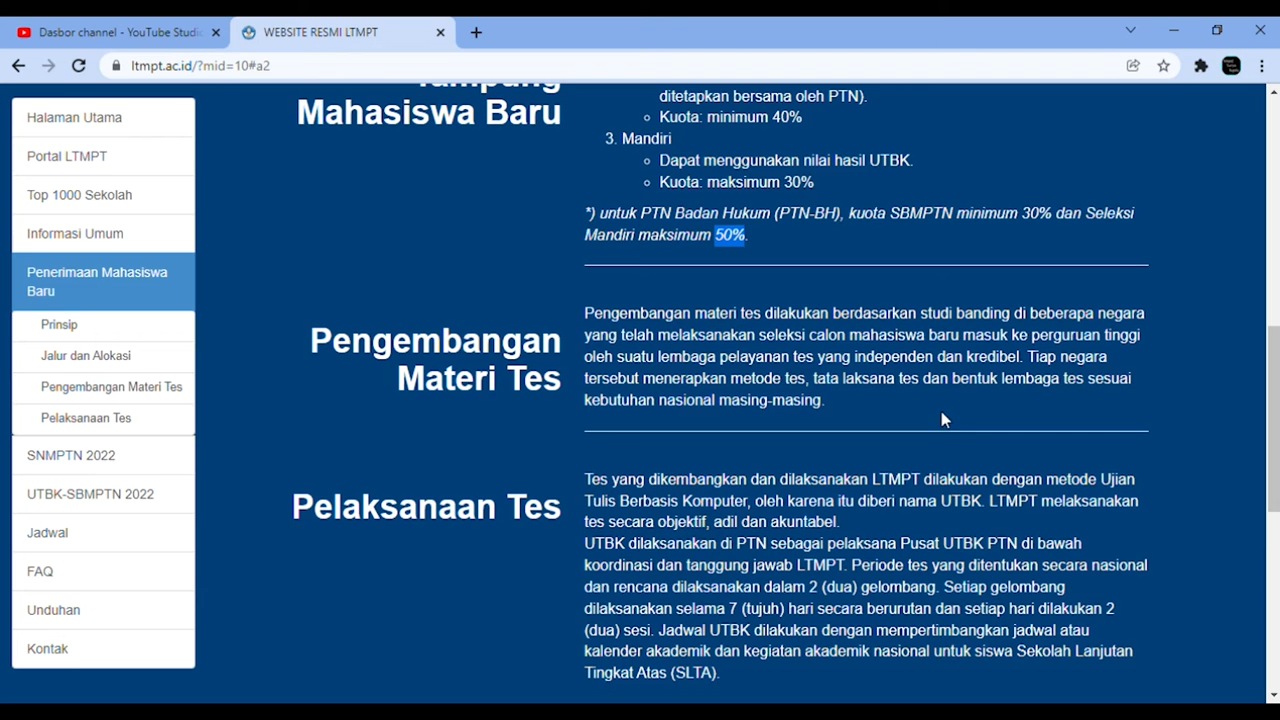 Dasbor channel - YouTube Studio
WEBSITE RESMI LTMPT
ltmpt.ac.id/?mid=10#a2
Halaman Utama
Portal LTMPT
Top 1000 Sekolah
Informasi Umum
Penerimaan Mahasiswa
Baru
Prinsip
Jalur dan Alokasi
Pengembangan Materi Tes
Pelaksanaan Tes
SNMPTN 2022
UTBK-SBMPTN 2022
Jadwal
FAQ
Unduhan
Kontak
Tampung
Mahasiswa Baru
ditetapkan bersama oleh PTN).
Kuota: minimum 40%
3. Mandiri
Dapat menggunakan nilai hasil UTBK.
Kuota: maksimum 30%
*) untuk PTN Badan Hukum (PTN-BH), kuota SBMPTN minimum 30% dan Seleksi
Mandiri maksimum 50%.
Pengembangan
Materi Tes
Pengembangan materi tes dilakukan berdasarkan studi banding di beberapa negara
yang telah melaksanakan seleksi calon mahasiswa baru masuk ke perguruan tinggi
oleh suatu lembaga pelayanan tes yang independen dan kredibel. Tiap negara
tersebut menerapkan metode tes, tata laksana tes dan bentuk lembaga tes sesuai
kebutuhan nasional masing-masing.
Pelaksanaan Tes
Tes yang dikembangkan dan dilaksanakan LTMPT dilakukan dengan metode Ujian
Tulis Berbasis Komputer, oleh karena itu diberi nama UTBK. LTMPT melaksanakan
tes secara objektif, adil dan akuntabel.
UTBK dilaksanakan di PTN sebagai pelaksana Pusat UTBK PTN di bawah
koordinasi dan tanggung jawab LTMPT. Periode tes yang ditentukan secara nasional
dan rencana dilaksanakan dalam 2 (dua) gelombang. Setiap gelombang
dilaksanakan selama 7 (tujuh) hari secara berurutan dan setiap hari dilakukan 2
(dua) sesi. Jadwal UTBK dilakukan dengan mempertimbangkan jadwal atau
kalender akademik dan kegiatan akademik nasional untuk siswa Sekolah Lanjutan
Tingkat Atas (SLTA).